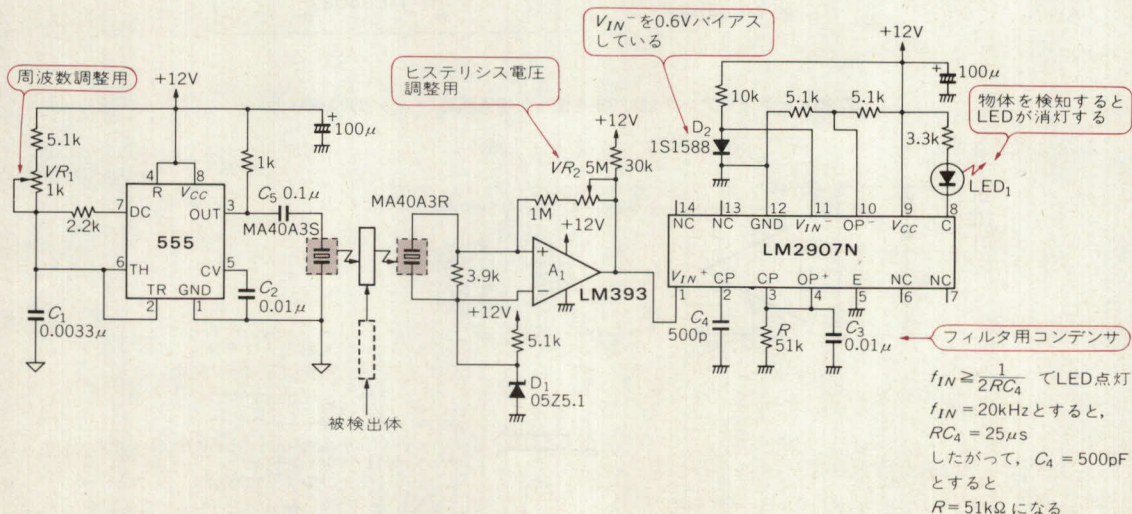 周波数調整用
+12V
5.1k
VR1
1k
4
8
R
VCC
7
DC
2.2k
555
OUT
3
1k
+
100μ
C5 0.1μ
MA40A3S
6
TH
CV
5
TR
GND
2
1
C1
0.0033μ
C2
0.01μ
被検出体
ヒステリシス電圧
調整用
MA40A3R
3.9k
+12V
VR2 5M
30k
1M
+12V
+
A1
−
LM393
+12V
5.1k
D1
05Z5.1
VIN−を0.6Vバイアス
している
10k
D2
1S1588
5.1k
5.1k
+12V
+
100μ
物体を検知すると
LEDが消灯する
3.3k
LED1
14
13
12
11
10
9
8
NC
NC
GND
VIN−
OP−
VCC
C
LM2907N
VIN+
CP
CP
OP+
E
NC
NC
1
2
3
4
5
6
7
C4
500p
R
51k
C3
0.01μ
フィルタ用コンデンサ
fIN≧1/2RC4 でLED点灯
fIN=20kHzとすると,
RC4=25μs
したがって，C4=500pF
とすると
R=51kΩになる